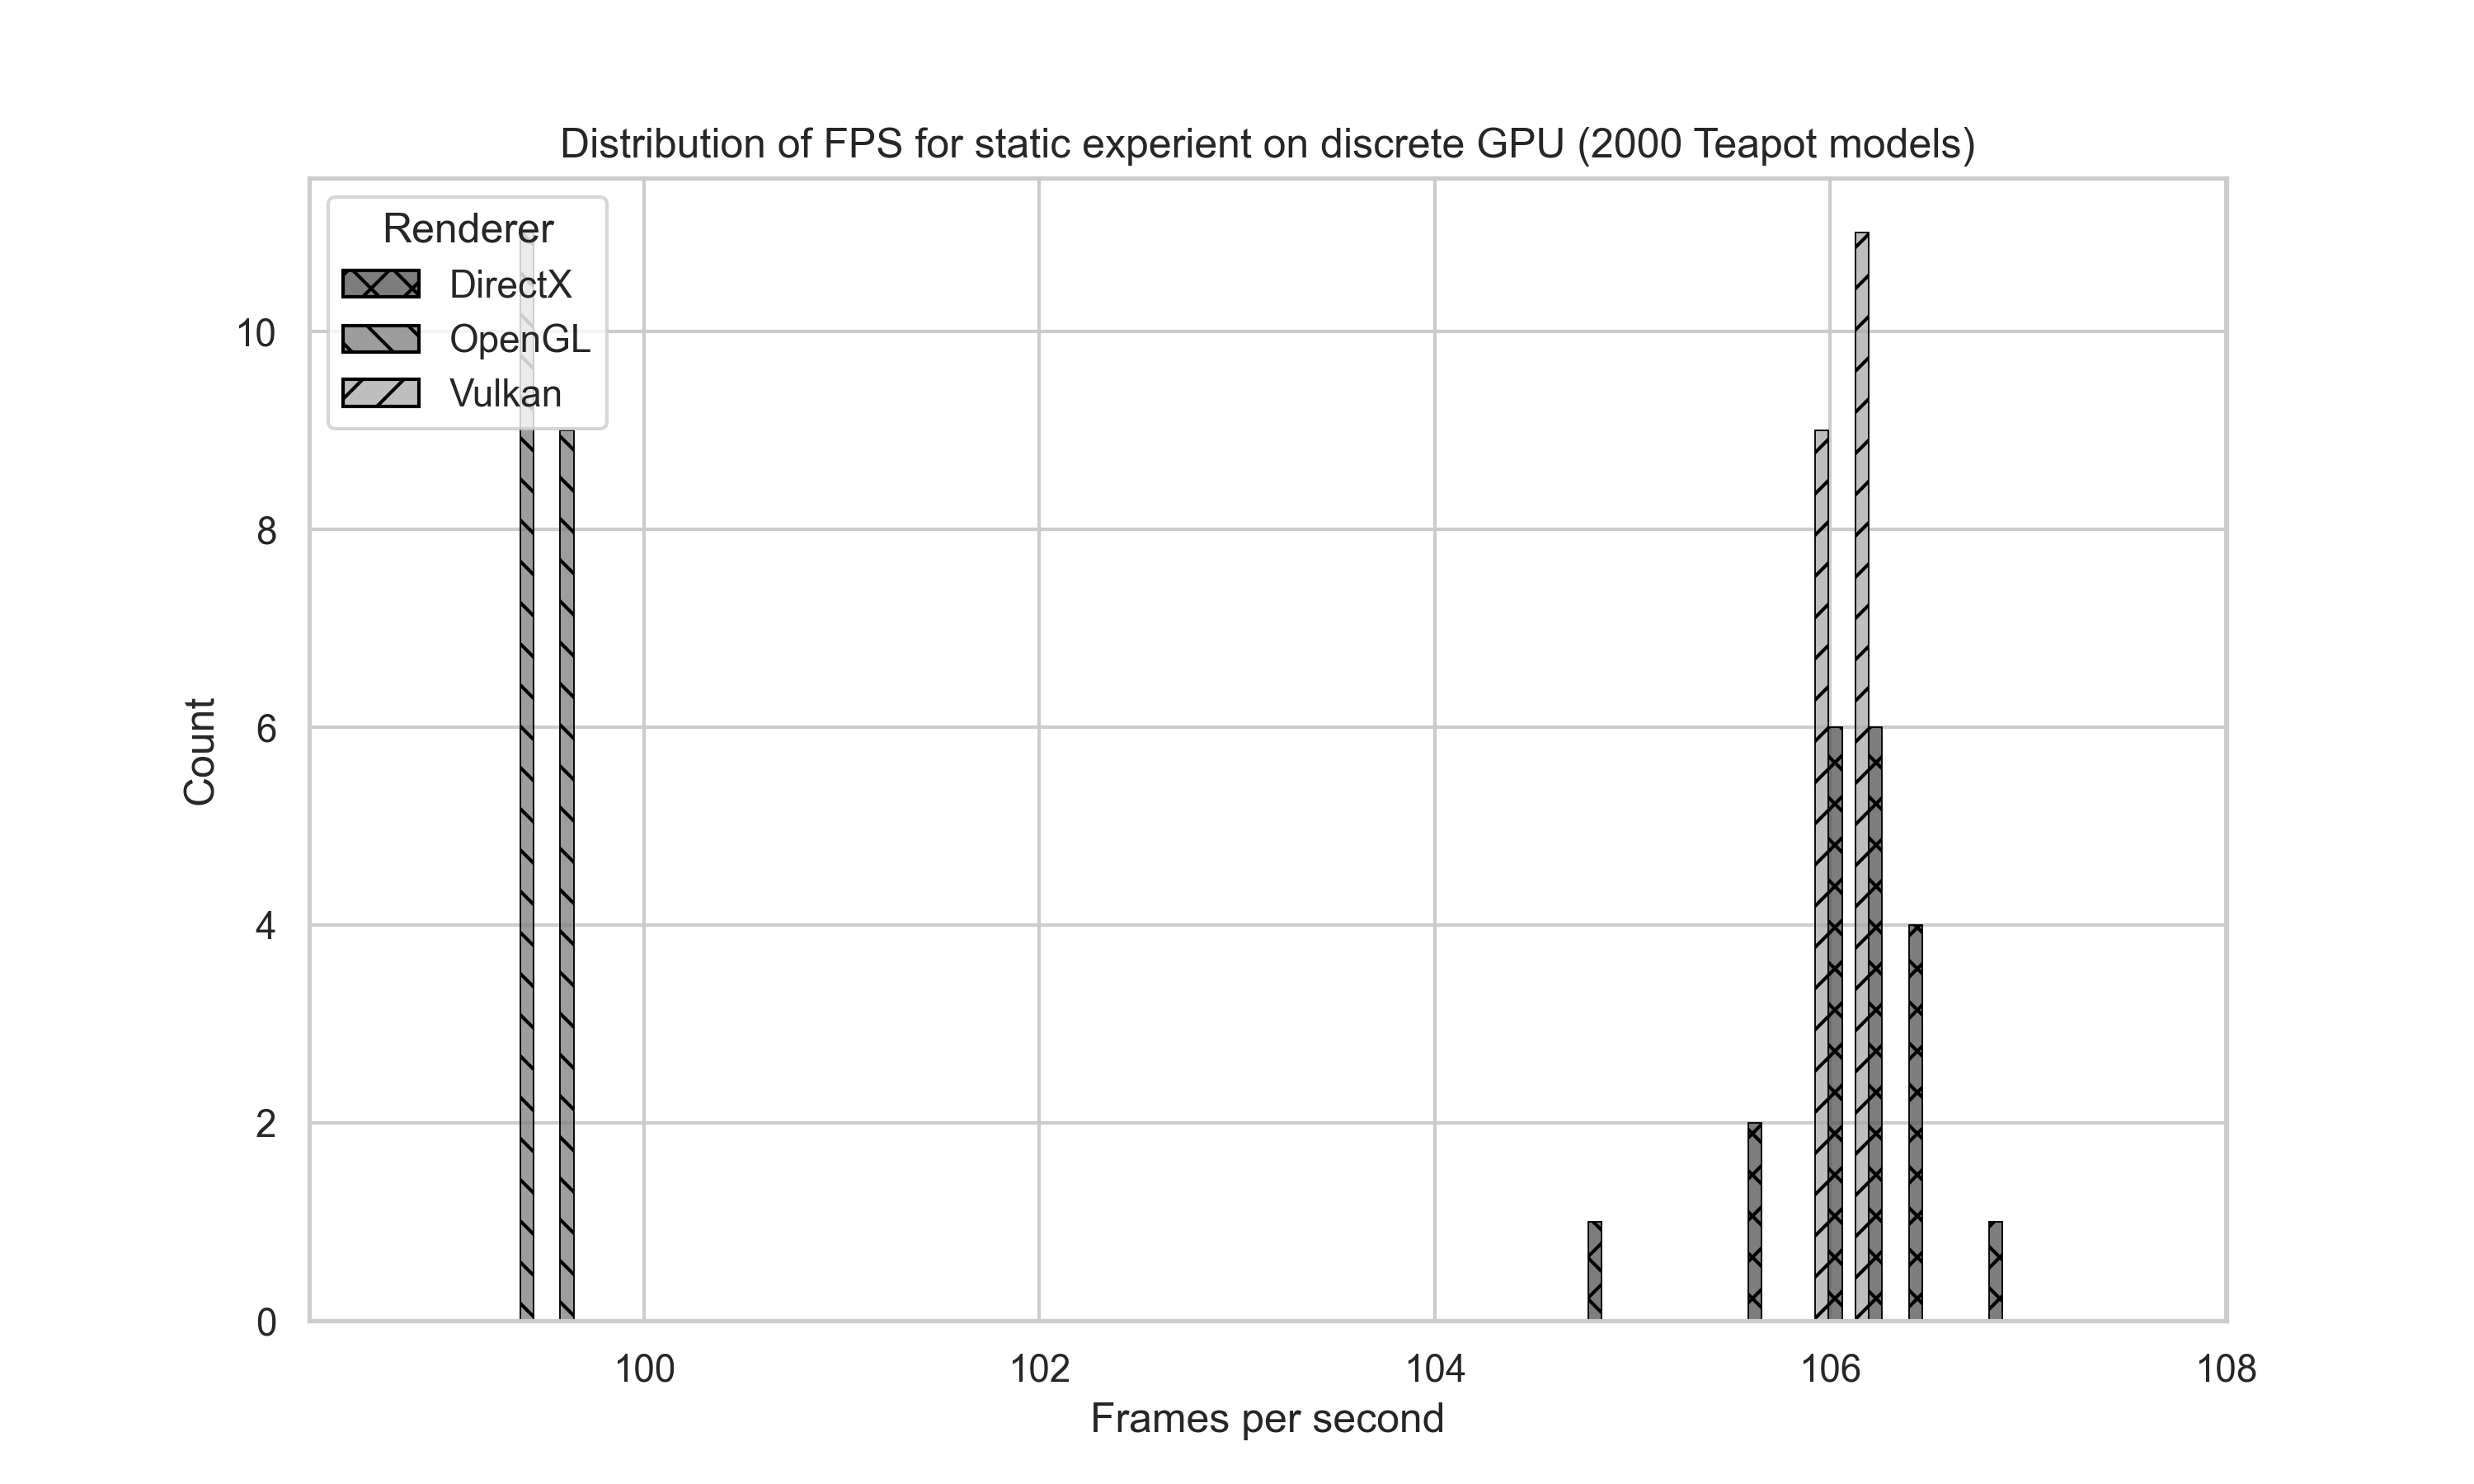 Distribution of FPS for static experient on discrete GPU (2000 Teapot models)
Renderer
DirectX
OpenGL
Vulkan
10
8
6
4
2
0
Count
100 102 104 106 108
Frames per second